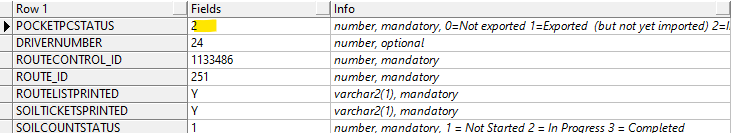 Row 1 Fields Info
POCKETPCSTATUS 2 number, mandatory, 0=Not exported 1=Exported (but not yet imported) 2=I
DRIVERNUMBER 24 number, optional
ROUTECONTROL_ID 1133486 number, mandatory
ROUTE_ID 251 number, mandatory
ROUTELISTPRINTED Y varchar2(1), mandatory
SOILTICKETSPRINTED Y varchar2(1), mandatory
SOILCOUNTSTATUS 1 number, mandatory, 1 = Not Started 2 = In Progress 3 = Completed